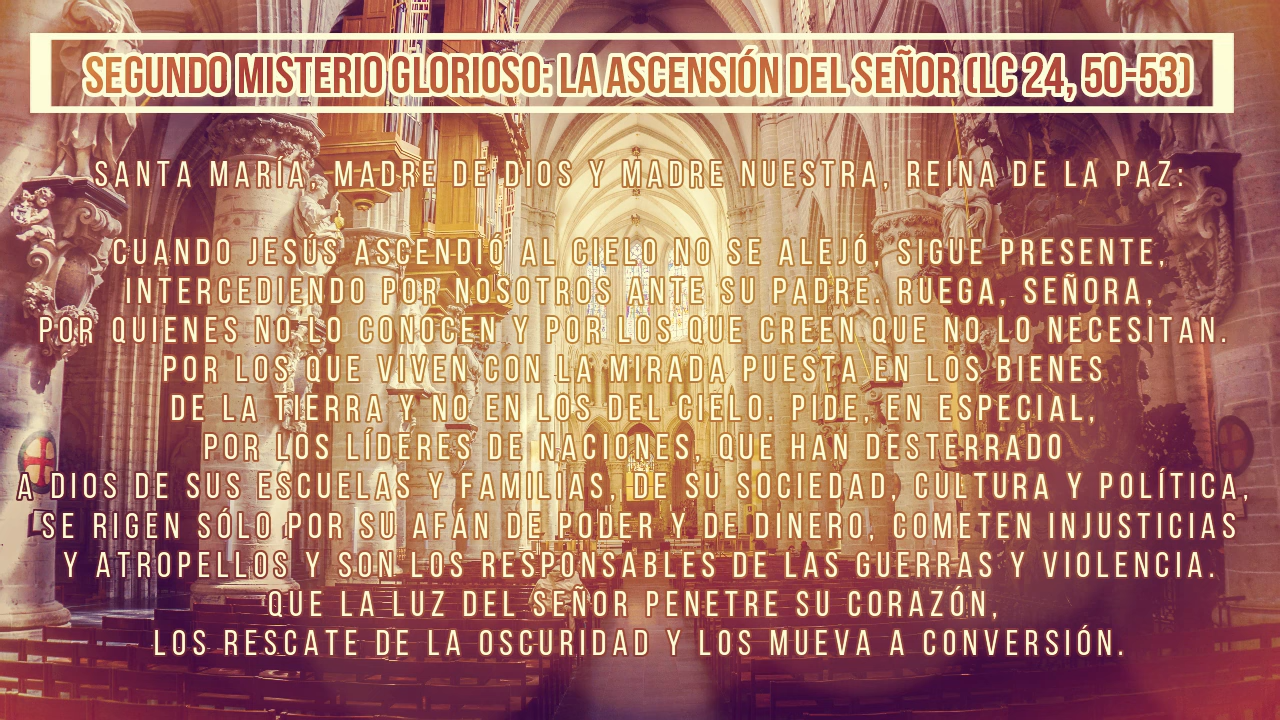 SEGUNDO MISTERIO GLORIOSO: LA ASCENSIÓN DEL SEÑOR (LC 24, 50-53)
SANTA MARÍA, MADRE DE DIOS Y MADRE NUESTRA, REINA DE LA PAZ:
CUANDO JESÚS ASCENDIÓ AL CIELO NO SE ALEJÓ, SIGUE PRESENTE,
INTERCEDIENDO POR NOSOTROS ANTE SU PADRE. RUEGA, SEÑORA,
POR QUIENES NO LO CONOCEN Y POR LOS QUE CREEN QUE NO LO NECESITAN.
POR LOS QUE VIVEN CON LA MIRADA PUESTA EN LOS BIENES
DE LA TIERRA Y NO EN LOS DEL CIELO. PIDE, EN ESPECIAL,
POR LOS LÍDERES DE NACIONES, QUE HAN DESTERRADO
A DIOS DE SUS ESCUELAS Y FAMILIAS, DE SU SOCIEDAD, CULTURA Y POLÍTICA,
SE RIGEN SÓLO POR SU AFÁN DE PODER Y DE DINERO, COMETEN INJUSTICIAS
Y ATROPELLOS Y SON LOS RESPONSABLES DE LAS GUERRAS Y VIOLENCIA.
QUE LA LUZ DEL SEÑOR PENETRE SU CORAZÓN,
LOS RESCATE DE LA OSCURIDAD Y LOS MUEVA A CONVERSIÓN.